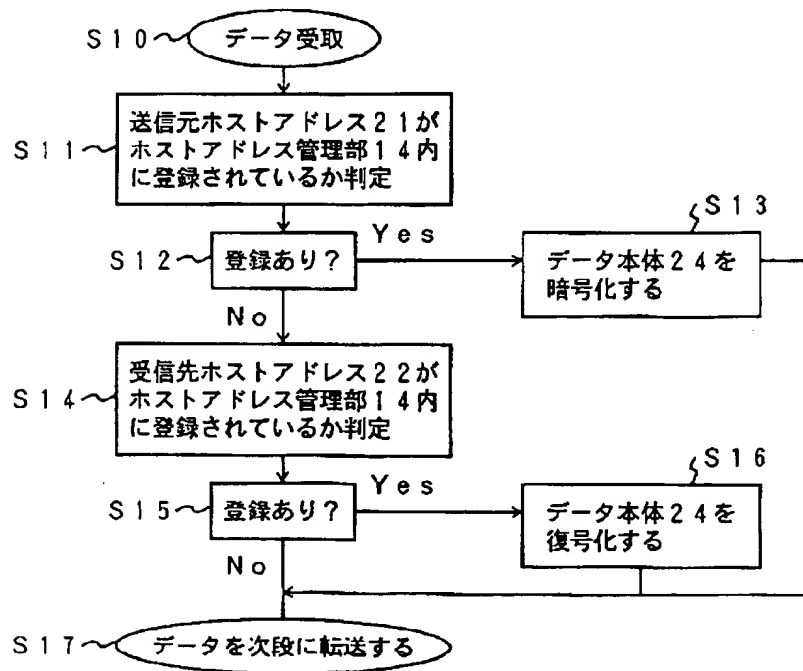 S10 データ受取
S11 送信元ホストアドレス21が
ホストアドレス管理部14内
に登録されているか判定
S12 登録あり?
Yes
S13
データ本体24を
暗号化する
No
S14 受信先ホストアドレス22が
ホストアドレス管理部14内
に登録されているか判定
S15 登録あり?
Yes
S16
データ本体24を
復号化する
No
S17 データを次段に転送する